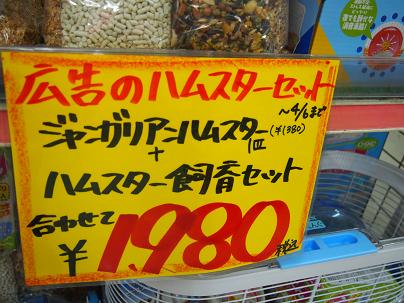 広告のハムスターセット
～4/6まで
ジャンガリアンハムスター(¥1380)
1匹
+
ハムスター飼育セット
合わせて
¥1,980
税込